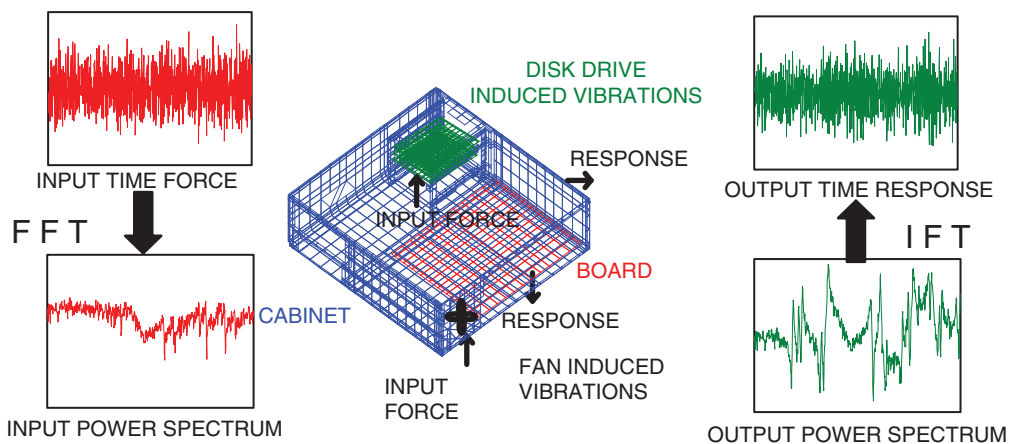 INPUT TIME FORCE
F F T
INPUT POWER SPECTRUM
DISK DRIVE
INDUCED VIBRATIONS
RESPONSE
INPUT FORCE
BOARD
CABINET
RESPONSE
INPUT
FORCE
FAN INDUCED
VIBRATIONS
OUTPUT TIME RESPONSE
I F T
OUTPUT POWER SPECTRUM